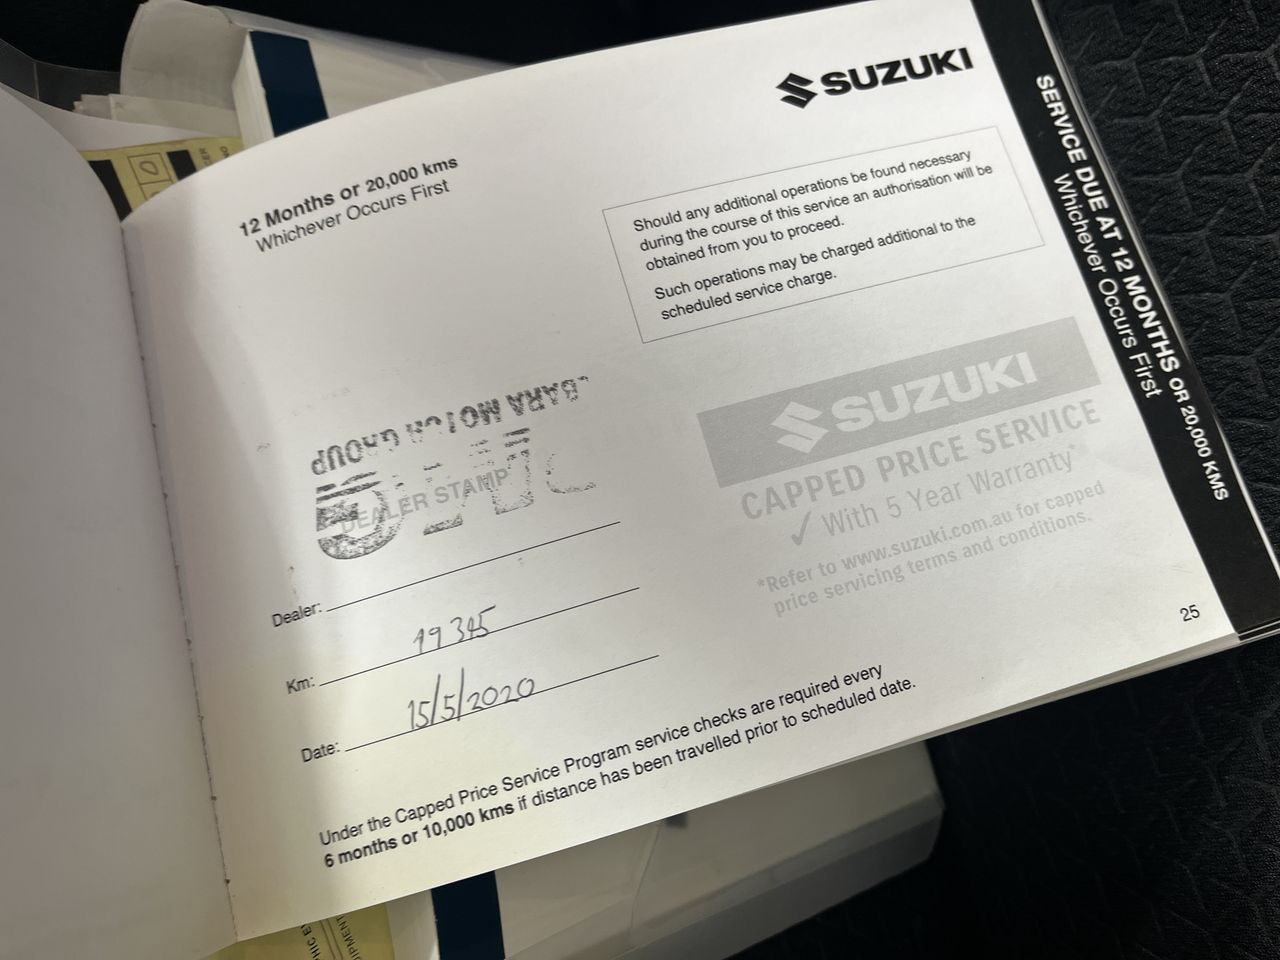 SUZUKI
12 Months or 20,000 kms
Whichever Occurs First
Should any additional operations be found necessary
during the course of this service an authorisation will be
obtained from you to proceed.
Such operations may be charged additional to the
scheduled service charge.
MOTOR GROUP
DEALER STAMP
SUZUKI
CAPPED PRICE SERVICE
✓ With 5 Year Warranty*
*Refer to www.suzuki.com.au for capped
price servicing terms and conditions.
Dealer:
Km: 19345
Date: 15/5/2020
Under the Capped Price Service Program service checks are required every
6 months or 10,000 kms if distance has been travelled prior to scheduled date.
25
SERVICE DUE AT 12 MONTHS OR 20,000 KMS
Whichever Occurs First